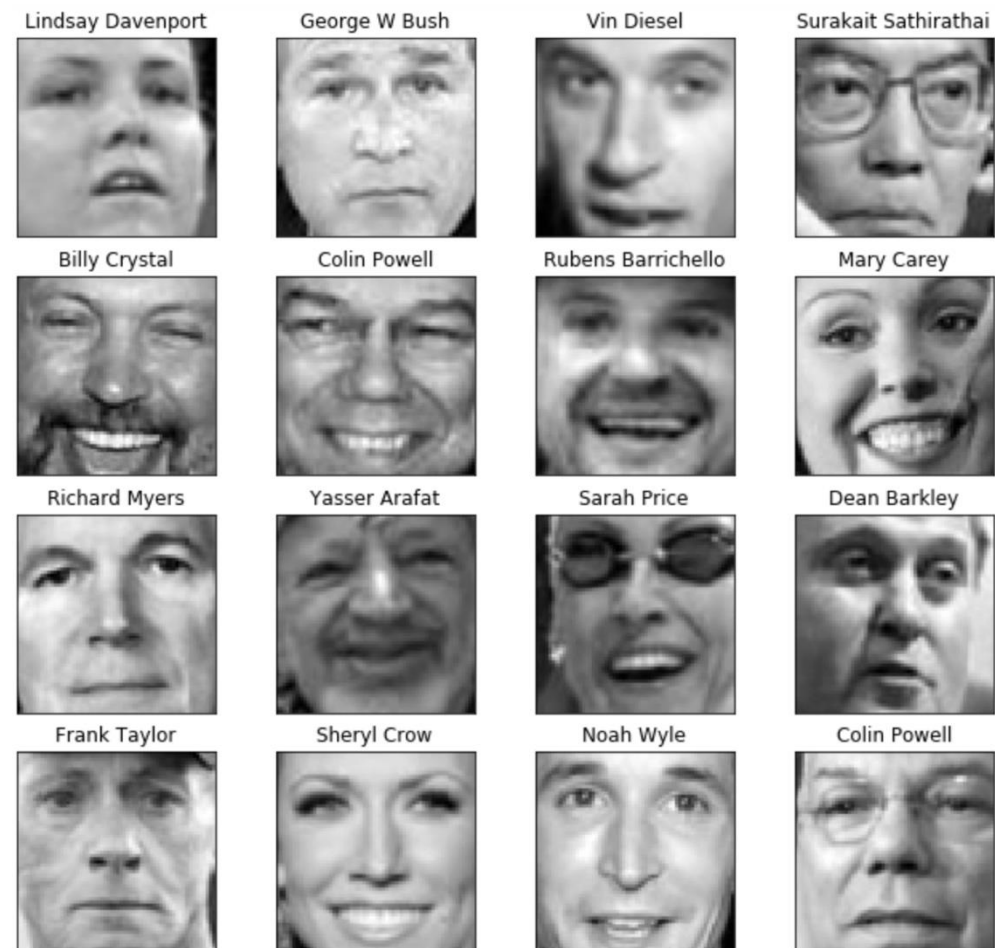 Lindsay Davenport
George W Bush
Vin Diesel
Surakait Sathirathai
Billy Crystal
Colin Powell
Rubens Barrichello
Mary Carey
Richard Myers
Yasser Arafat
Sarah Price
Dean Barkley
Frank Taylor
Sheryl Crow
Noah Wyle
Colin Powell